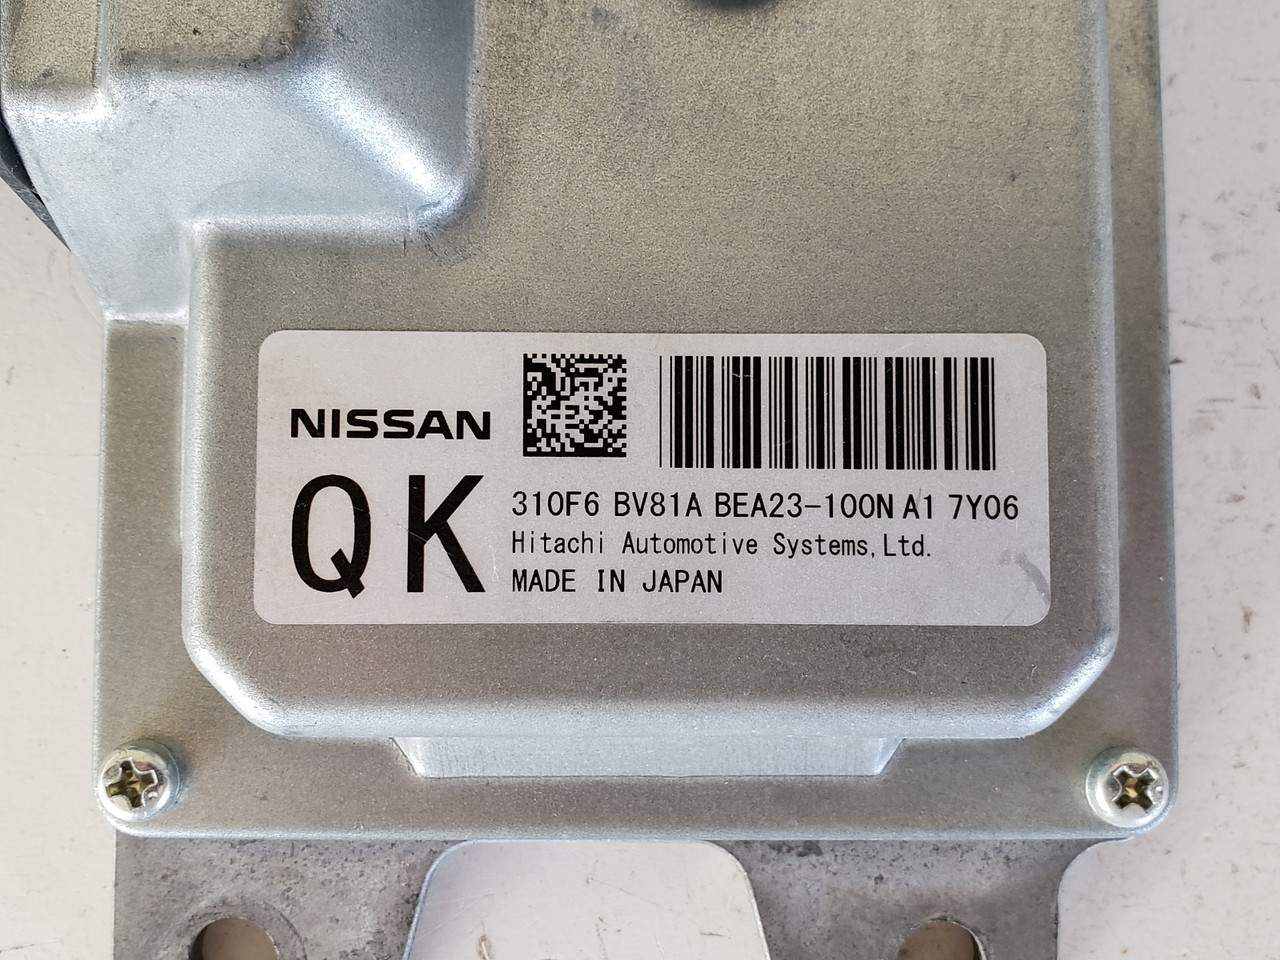 NISSAN
QK
310F6 BV81A BEA23-100N A1 7Y06
Hitachi Automotive Systems,Ltd.
MADE IN JAPAN